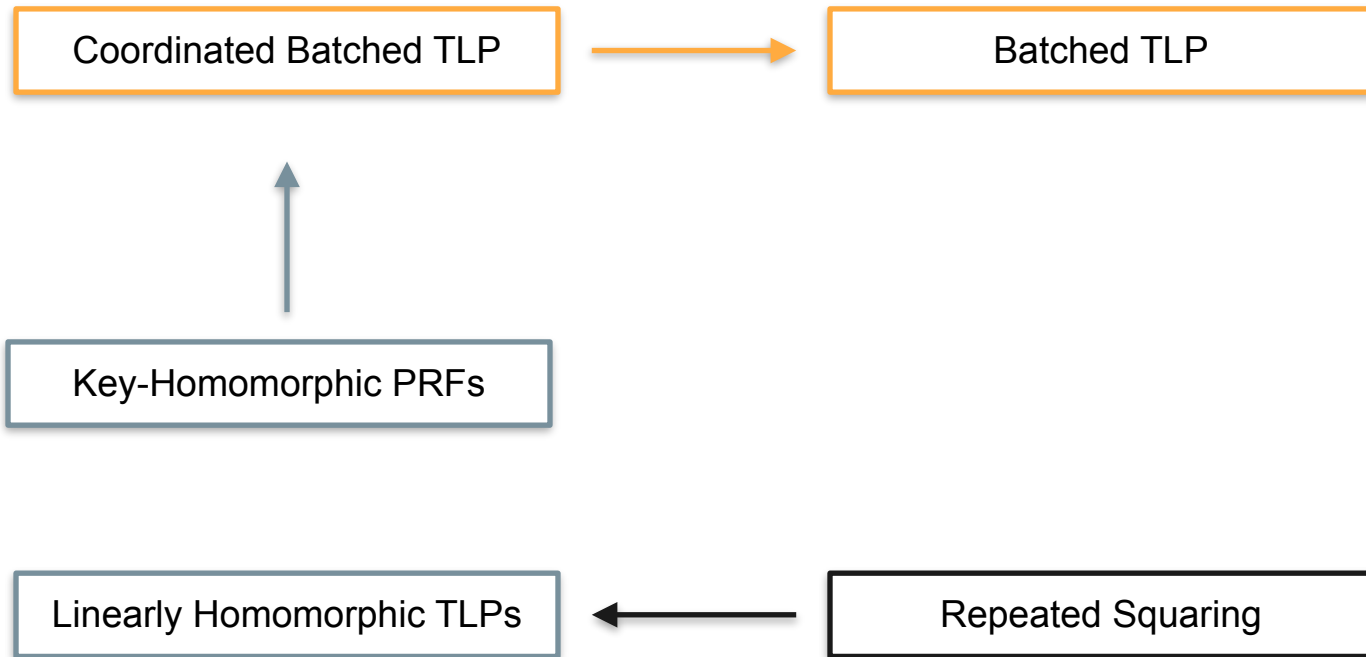 Coordinated Batched TLP
Batched TLP
Key-Homomorphic PRFs
Linearly Homomorphic TLPs
Repeated Squaring